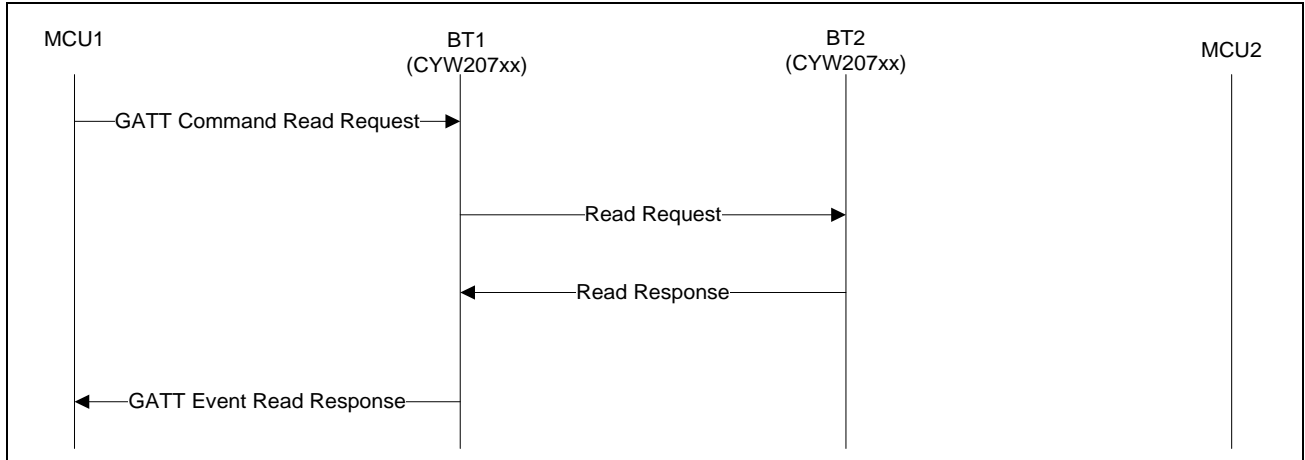 MCU1
BT1
(CYW207xx)
BT2
(CYW207xx)
MCU2
GATT Command Read Request
Read Request
Read Response
GATT Event Read Response